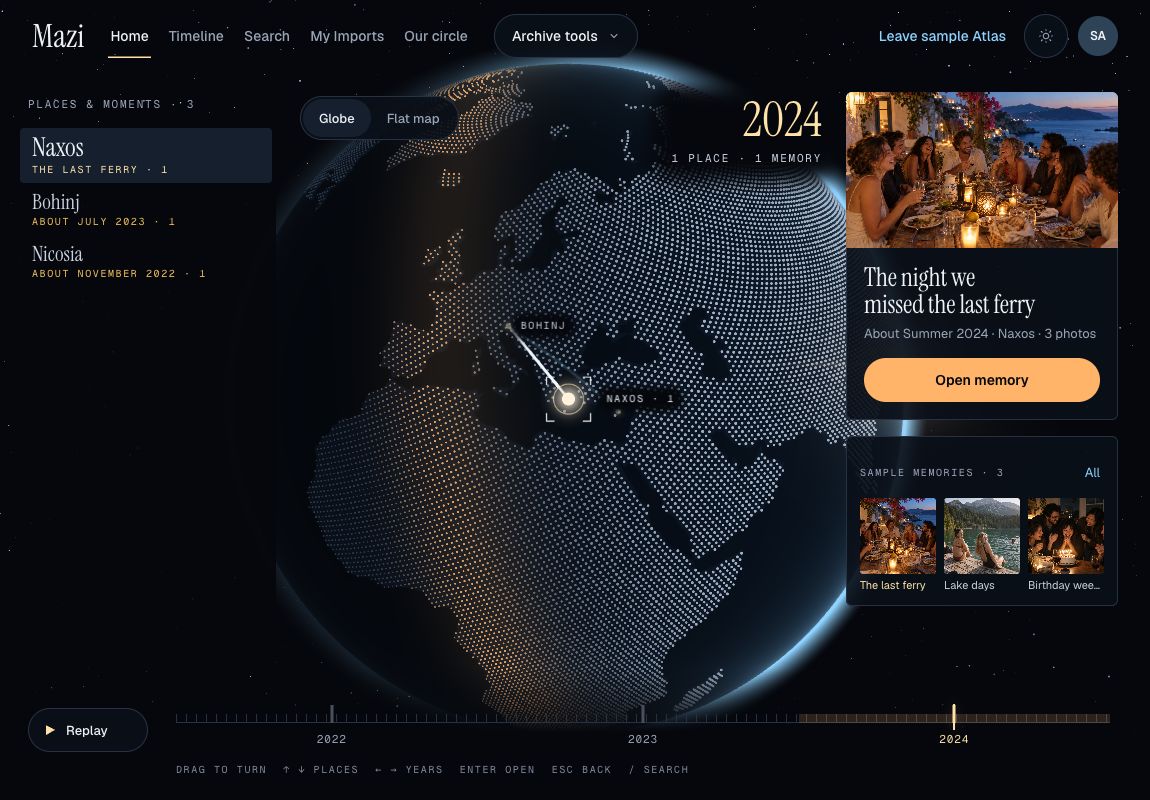 Mazi
Home
Timeline
Search
My Imports
Our circle
Archive tools
Leave sample Atlas
SA
PLACES & MOMENTS · 3
Naxos
THE LAST FERRY · 1
Bohinj
ABOUT JULY 2023 · 1
Nicosia
ABOUT NOVEMBER 2022 · 1
Globe
Flat map
2024
1 PLACE · 1 MEMORY
BOHINJ
NAXOS · 1
The night we
missed the last ferry
About Summer 2024 · Naxos · 3 photos
Open memory
SAMPLE MEMORIES · 3
All
The last ferry
Lake days
Birthday wee…
Replay
2022
2023
2024
DRAG TO TURN ↑ ↓ PLACES ← → YEARS ENTER OPEN ESC BACK / SEARCH